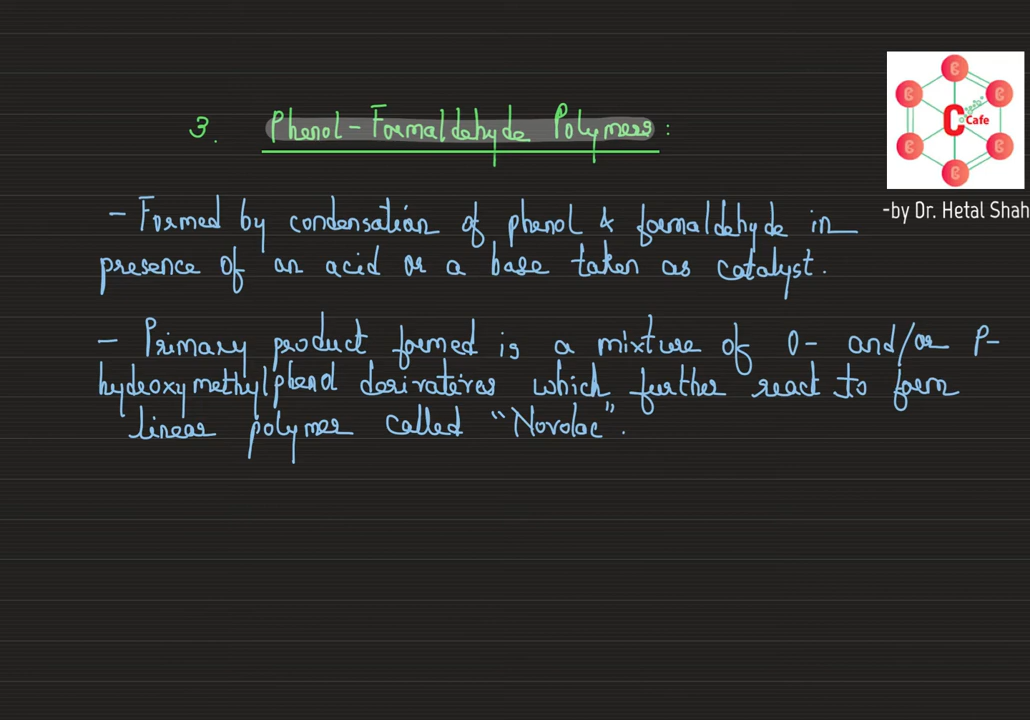 3. Phenol-Formaldehyde Polymers :
C Cafe
-by Dr. Hetal Shah
- Formed by condensation of phenol & formaldehyde in
presence of an acid or a base taken as catalyst.
- Primary product formed is a mixture of O- and/or P-
hydroxymethylphenol derivatives which further react to form
linear polymer called "Novolac".